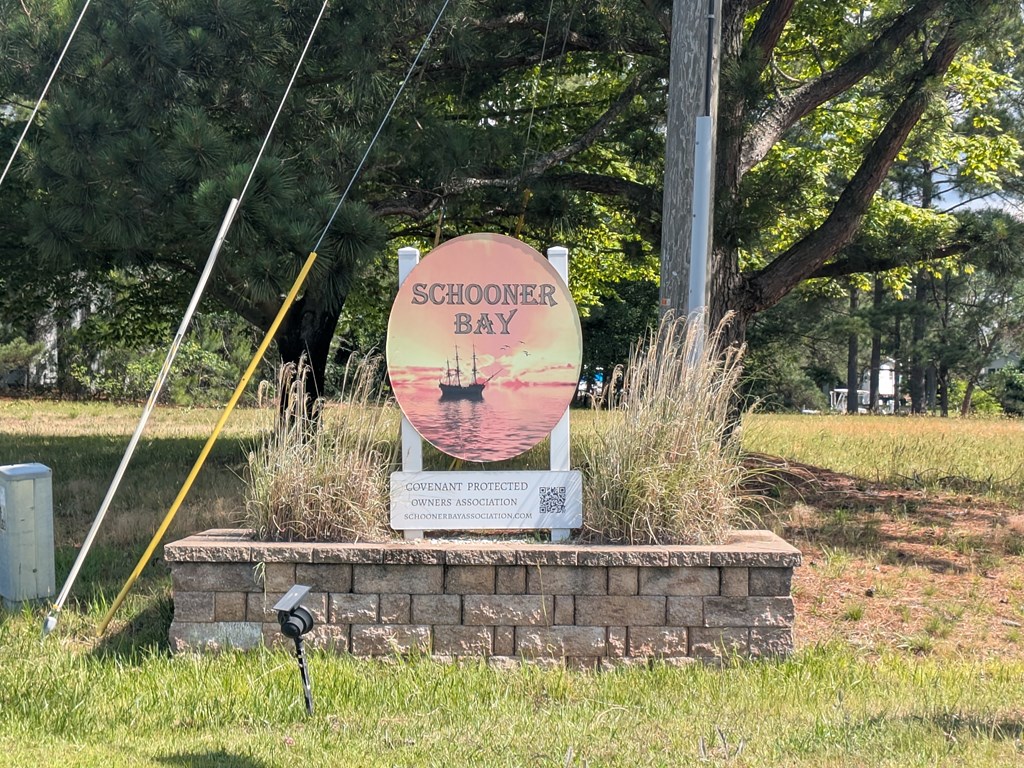 SCHOONER
BAY
COVENANT PROTECTED
OWNERS ASSOCIATION
SCHOONERBAYASSOCIATION.COM